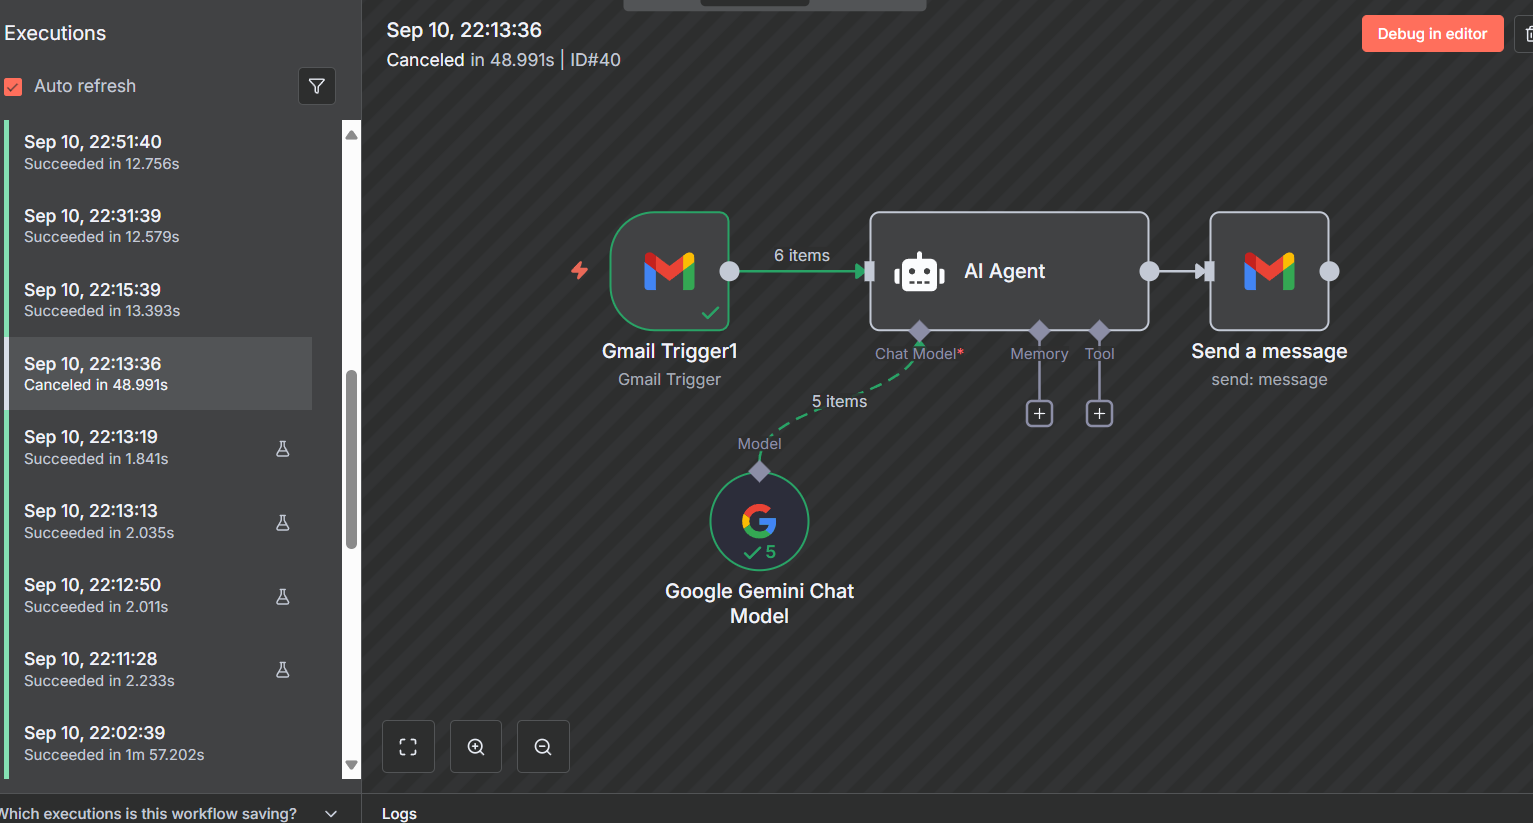 Executions
Auto refresh
Sep 10, 22:51:40
Succeeded in 12.756s
Sep 10, 22:31:39
Succeeded in 12.579s
Sep 10, 22:15:39
Succeeded in 13.393s
Sep 10, 22:13:36
Canceled in 48.991s
Sep 10, 22:13:19
Succeeded in 1.841s
Sep 10, 22:13:13
Succeeded in 2.035s
Sep 10, 22:12:50
Succeeded in 2.011s
Sep 10, 22:11:28
Succeeded in 2.233s
Sep 10, 22:02:39
Succeeded in 1m 57.202s
Which executions is this workflow saving?
Sep 10, 22:13:36
Canceled in 48.991s | ID#40
Debug in editor
6 items
AI Agent
Chat Model*
Memory
Tool
Gmail Trigger1
Gmail Trigger
Send a message
send: message
5 items
Model
5
Google Gemini Chat
Model
Logs